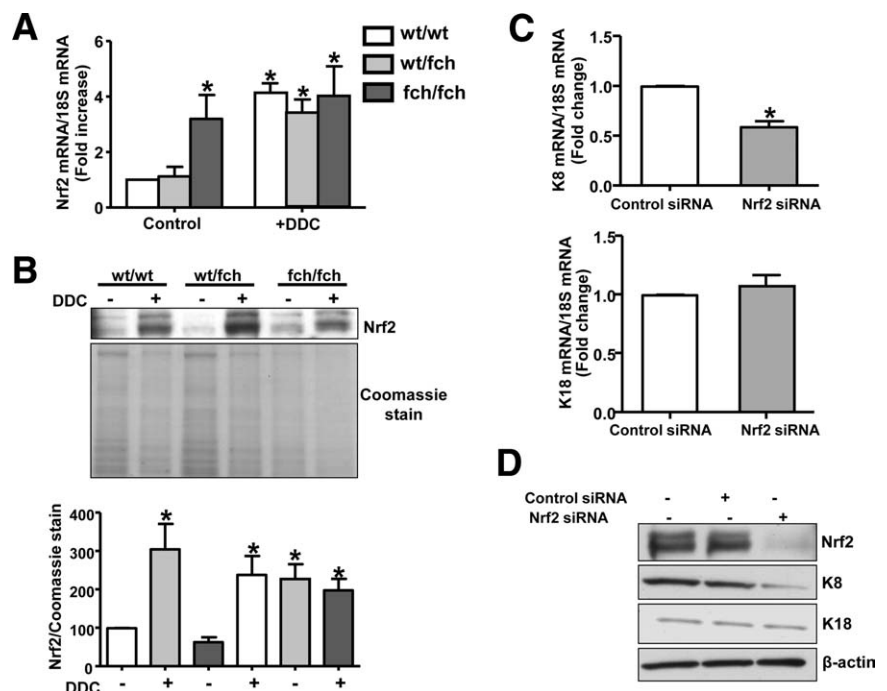 A
Nrf2 mRNA/18S mRNA
(Fold increase)
6
4
2
0
*
*
*
*
Control
+DDC
wt/wt
wt/fch
fch/fch
B
wt/wt wt/fch fch/fch
DDC - + - + - +
Nrf2
Coomassie
stain
Nrf2/Coomassie stain
400
300
200
100
0
*
*
*
*
DDC - + - + - +
C
K8 mRNA/18S mRNA
(Fold change)
1.5
1.0
0.5
0.0
*
Control siRNA Nrf2 siRNA
K18 mRNA/18S mRNA
(Fold change)
1.5
1.0
0.5
0.0
Control siRNA Nrf2 siRNA
D
Control siRNA - + -
Nrf2 siRNA - - +
Nrf2
K8
K18
β-actin